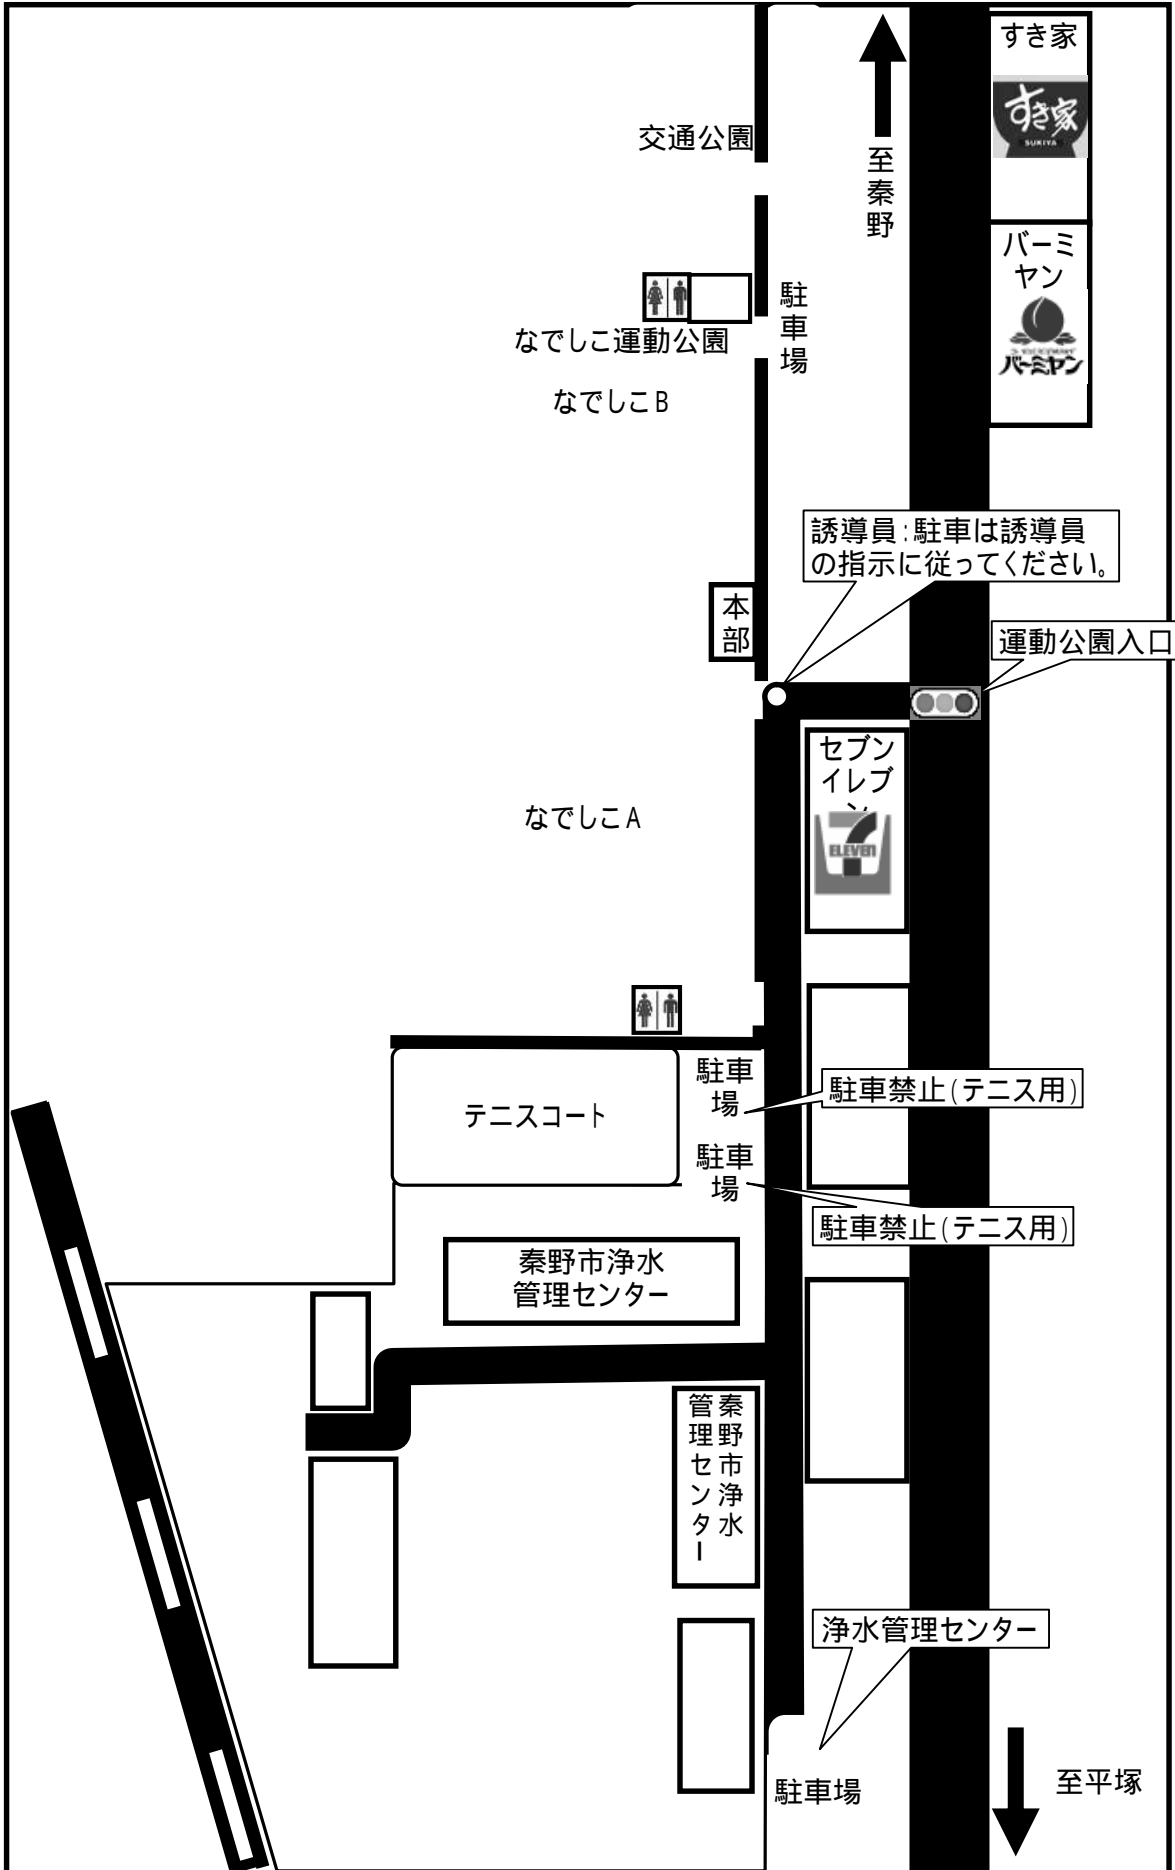 すき家
すき家
SUKIYA
交通公園
至秦野
バーミ
ヤン
バーミヤン
駐車場
なでしこ運動公園
なでしこB
誘導員:駐車は誘導員
の指示に従ってください。
本部
運動公園入口
セブン
イレブ
ン
7
ELEVEN
なでしこA
駐車
場
駐車禁止(テニス用)
テニスコート
駐車
場
駐車禁止(テニス用)
秦野市浄水
管理センター
秦野市浄水
管理センター
浄水管理センター
駐車場
至平塚